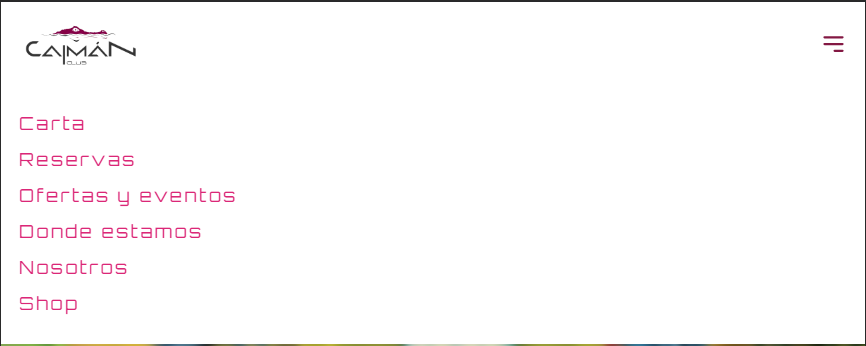 CAIMÁN
CLUB
Carta
Reservas
Ofertas y eventos
Donde estamos
Nosotros
Shop